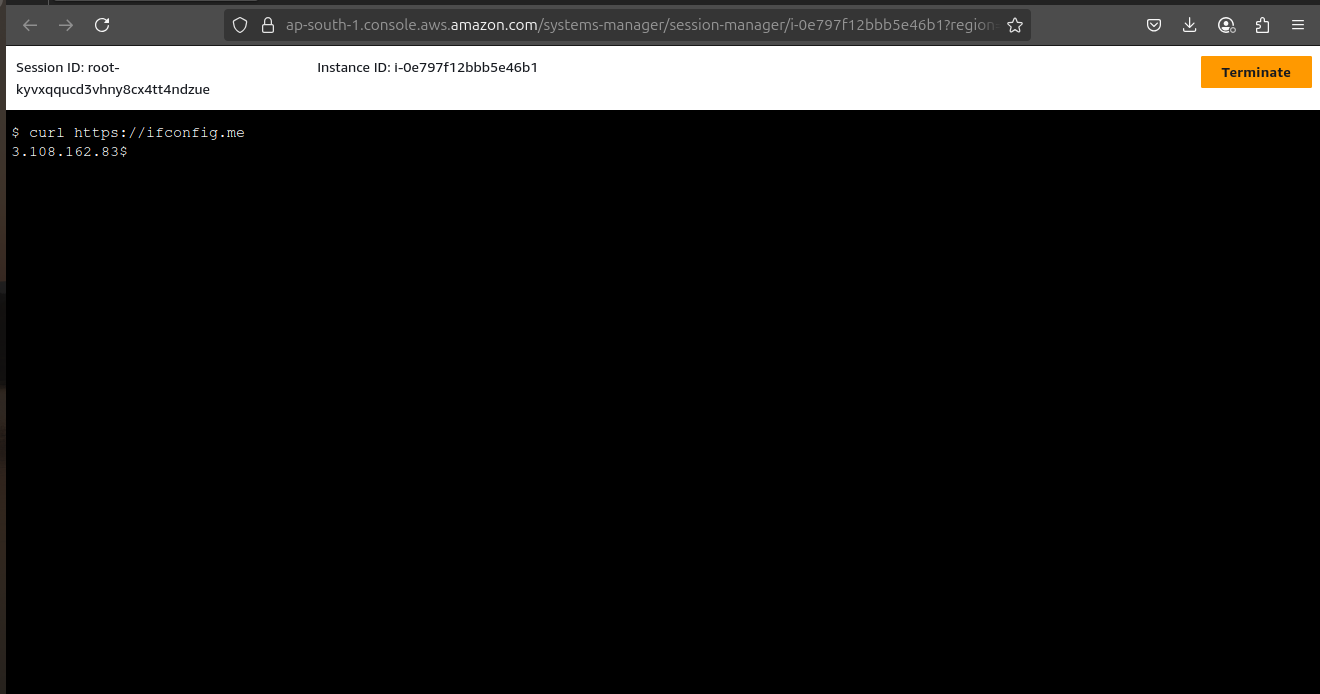 ap-south-1.console.aws.amazon.com/systems-manager/session-manager/i-0e797f12bbb5e46b1?region
Session ID: root-
kyvxqqucd3vhny8cx4tt4ndzue
Instance ID: i-0e797f12bbb5e46b1
Terminate
$ curl https://ifconfig.me
3.108.162.83$